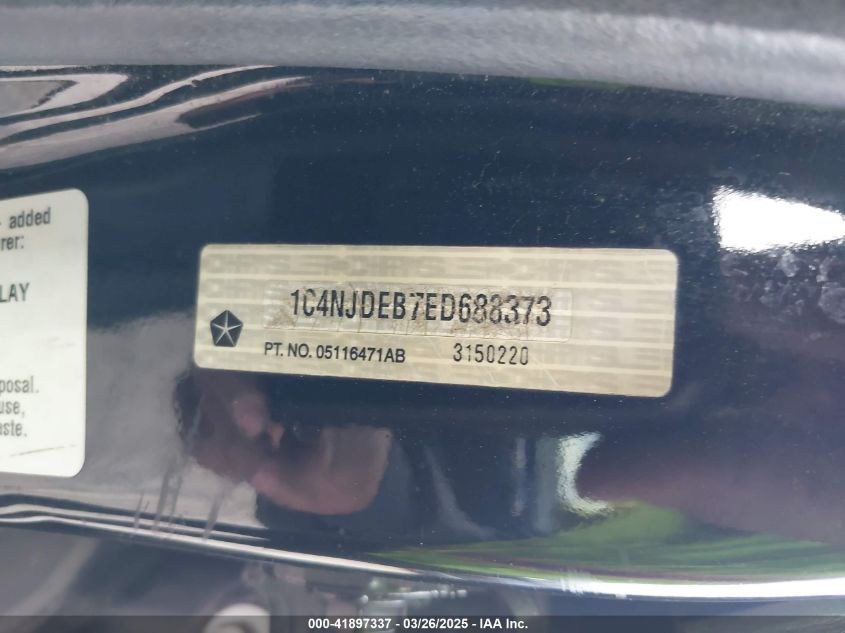 added
rer:
LAY
posal.
use,
aste.
1C4NJDEB7ED688373
PT. NO. 05116471AB 3150220
000-41897337 - 03/26/2025 - IAA Inc.